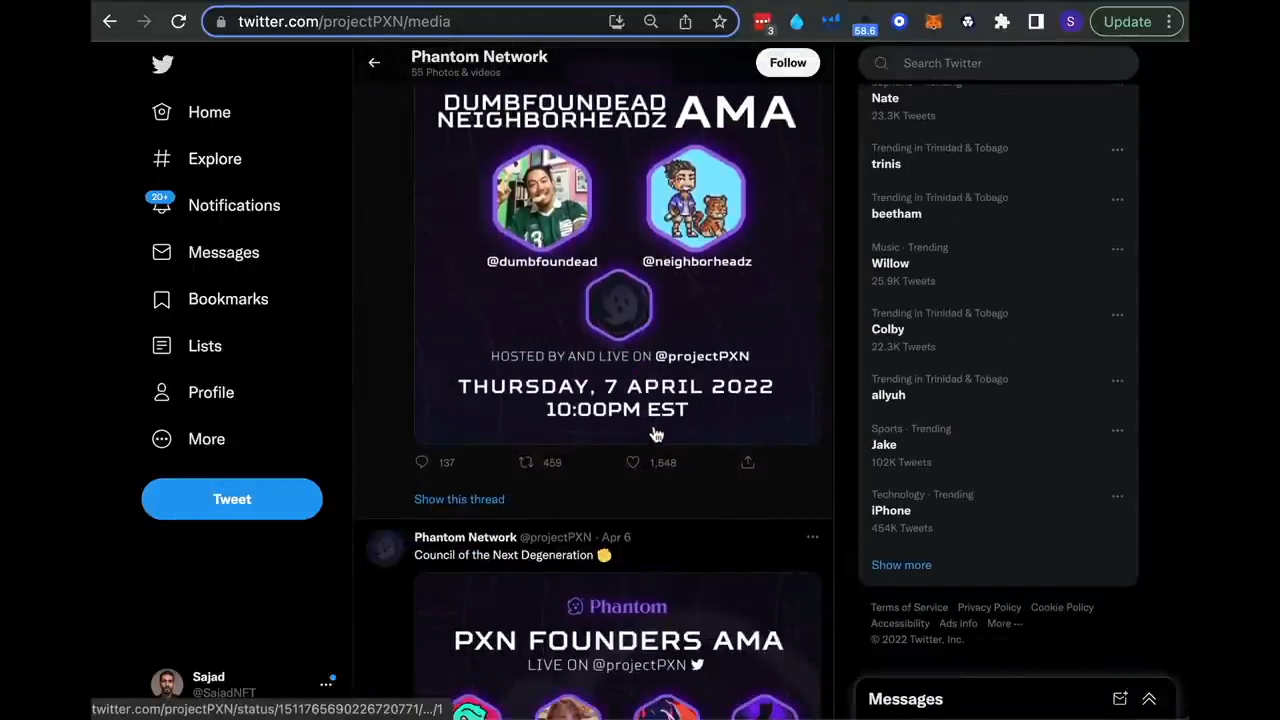 twitter.com/projectPXN/media
3
58.6
S
Update
Home
Explore
20+
Notifications
Messages
Bookmarks
Lists
Profile
More
Tweet
Sajad
@SajadNFT
Phantom Network
55 Photos & videos
Follow
DUMBFOUNDEAD
NEIGHBORHEADZ AMA
13
@dumbfoundead @neighborheadz
HOSTED BY AND LIVE ON @projectPXN
THURSDAY, 7 APRIL 2022
10:00PM EST
137 459 1,548
Show this thread
Phantom Network @projectPXN · Apr 6
Council of the Next Degeneration
Phantom
PXN FOUNDERS AMA
LIVE ON @projectPXN
Search Twitter
Nate
23.3K Tweets
Trending in Trinidad & Tobago
trinis
Trending in Trinidad & Tobago
beetham
Music · Trending
Willow
25.9K Tweets
Trending in Trinidad & Tobago
Colby
22.3K Tweets
Trending in Trinidad & Tobago
allyuh
Sports · Trending
Jake
102K Tweets
Technology · Trending
iPhone
454K Tweets
Show more
Terms of Service Privacy Policy Cookie Policy
Accessibility Ads info More ···
© 2022 Twitter, Inc.
Messages
twitter.com/projectPXN/status/1511765690226720771/.../1